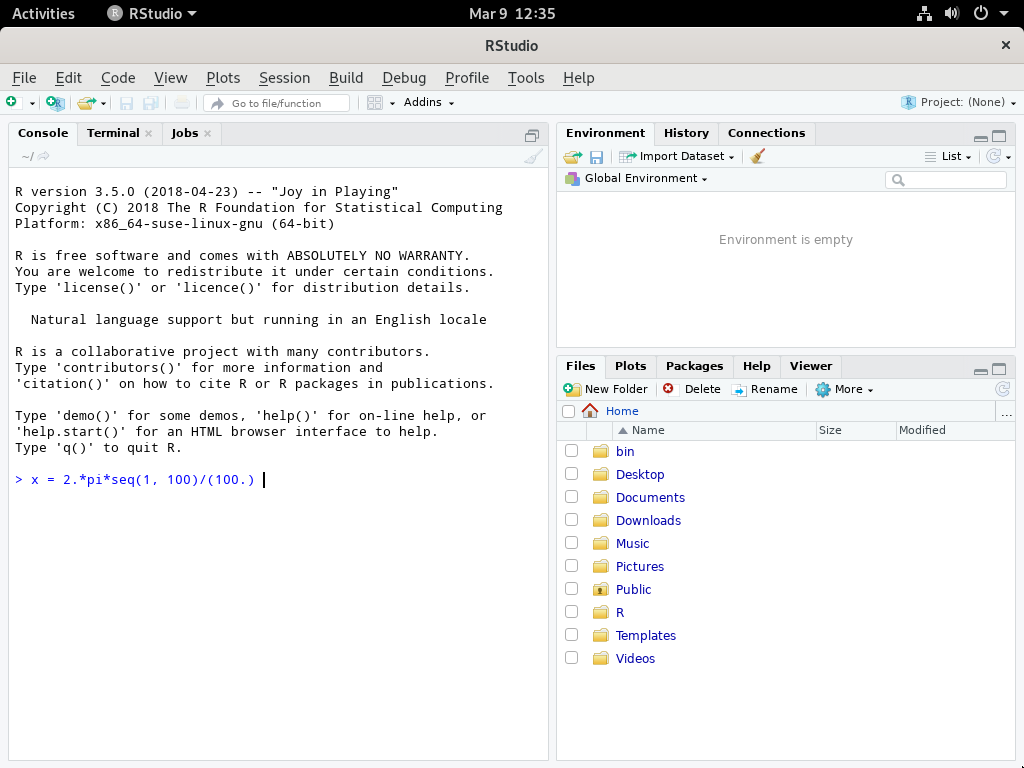 Activities RStudio Mar 9 12:35
RStudio
File Edit Code View Plots Session Build Debug Profile Tools Help
Go to file/function Addins Project: (None)
Console Terminal Jobs
~/
R version 3.5.0 (2018-04-23) -- "Joy in Playing"
Copyright (C) 2018 The R Foundation for Statistical Computing
Platform: x86_64-suse-linux-gnu (64-bit)
R is free software and comes with ABSOLUTELY NO WARRANTY.
You are welcome to redistribute it under certain conditions.
Type 'license()' or 'licence()' for distribution details.
Natural language support but running in an English locale
R is a collaborative project with many contributors.
Type 'contributors()' for more information and
'citation()' on how to cite R or R packages in publications.
Type 'demo()' for some demos, 'help()' for on-line help, or
'help.start()' for an HTML browser interface to help.
Type 'q()' to quit R.
> x = 2.*pi*seq(1, 100)/(100.)
Environment History Connections
Import Dataset List
Global Environment
Environment is empty
Files Plots Packages Help Viewer
New Folder Delete Rename More
Home ...
Name Size Modified
bin
Desktop
Documents
Downloads
Music
Pictures
Public
R
Templates
Videos